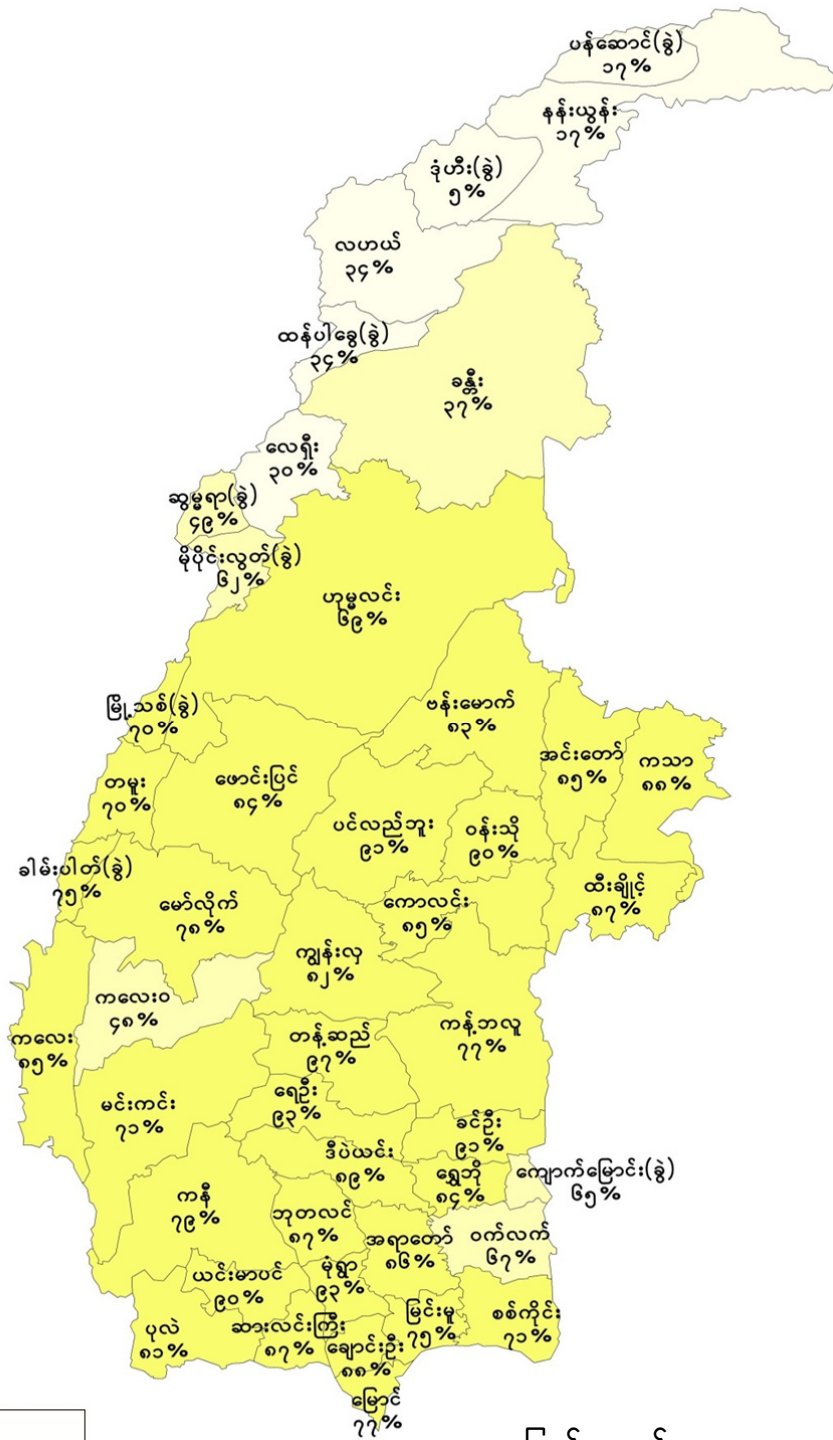 ပန်ဆောင်(ခွဲ)
၁၇%
နန်းယွန်း
၁၇%
ဒုံဟီး(ခွဲ)
၅%
လဟယ်
၃၄%
ထန်ပါခွေ(ခွဲ)
၃၄%
ခန္တီး
၃၇%
လေရှီး
၃၀%
ဆွမ္မရာ(ခွဲ)
၄၉%
မိုပိုင်းလွတ်(ခွဲ)
၆၂%
ဟုမ္မလင်း
၆၉%
မြို့သစ်(ခွဲ)
၇၀%
ဗန်းမောက်
၈၃%
အင်းတော်
၈၅%
ကသာ
၈၈%
တမူး
၇၀%
ဖောင်းပြင်
၈၄%
ပင်လည်ဘူး
၉၁%
ဝန်းသို
၉၀%
ခါမ်းပါတ်(ခွဲ)
၇၅%
မော်လိုက်
၇၈%
ကောလင်း
၈၅%
ထီးချိုင့်
၈၇%
ကျွန်းလှ
၈၂%
ကလေးဝ
၄၈%
ကလေး
၈၅%
တန့်ဆည်
၉၇%
ကန့်ဘလူ
၇၇%
မင်းကင်း
၇၁%
ရေဦး
၉၃%
ခင်ဦး
၉၁%
ဒီပဲယင်း
၈၉%
ရွှေဘို
၈၄%
ကျောက်မြောင်း(ခွဲ)
၆၅%
ကနီ
၇၉%
ဘုတလင်
၈၇%
အရာတော်
၈၆%
ဝက်လက်
၆၇%
ယင်းမာပင်
၉၀%
မုံရွာ
၉၃%
မြင်းမူ
၇၅%
စစ်ကိုင်း
၇၁%
ပုလဲ
၈၁%
ဆားလင်းကြီး
၈၇%
ချောင်းဦး
၈၈%
မြောင်
၇၇%